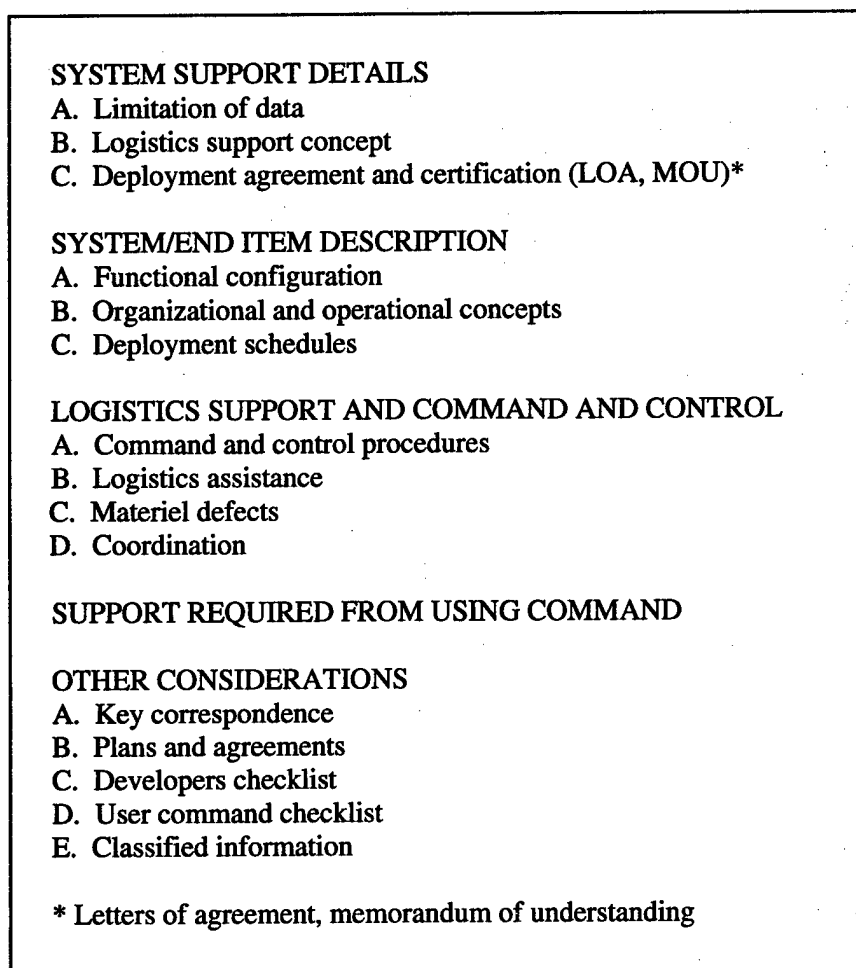 SYSTEM SUPPORT DETAILS
A. Limitation of data
B. Logistics support concept
C. Deployment agreement and certification (LOA, MOU)*
SYSTEM/END ITEM DESCRIPTION
A. Functional configuration
B. Organizational and operational concepts
C. Deployment schedules
LOGISTICS SUPPORT AND COMMAND AND CONTROL
A. Command and control procedures
B. Logistics assistance
C. Materiel defects
D. Coordination
SUPPORT REQUIRED FROM USING COMMAND
OTHER CONSIDERATIONS
A. Key correspondence
B. Plans and agreements
C. Developers checklist
D. User command checklist
E. Classified information
* Letters of agreement, memorandum of understanding